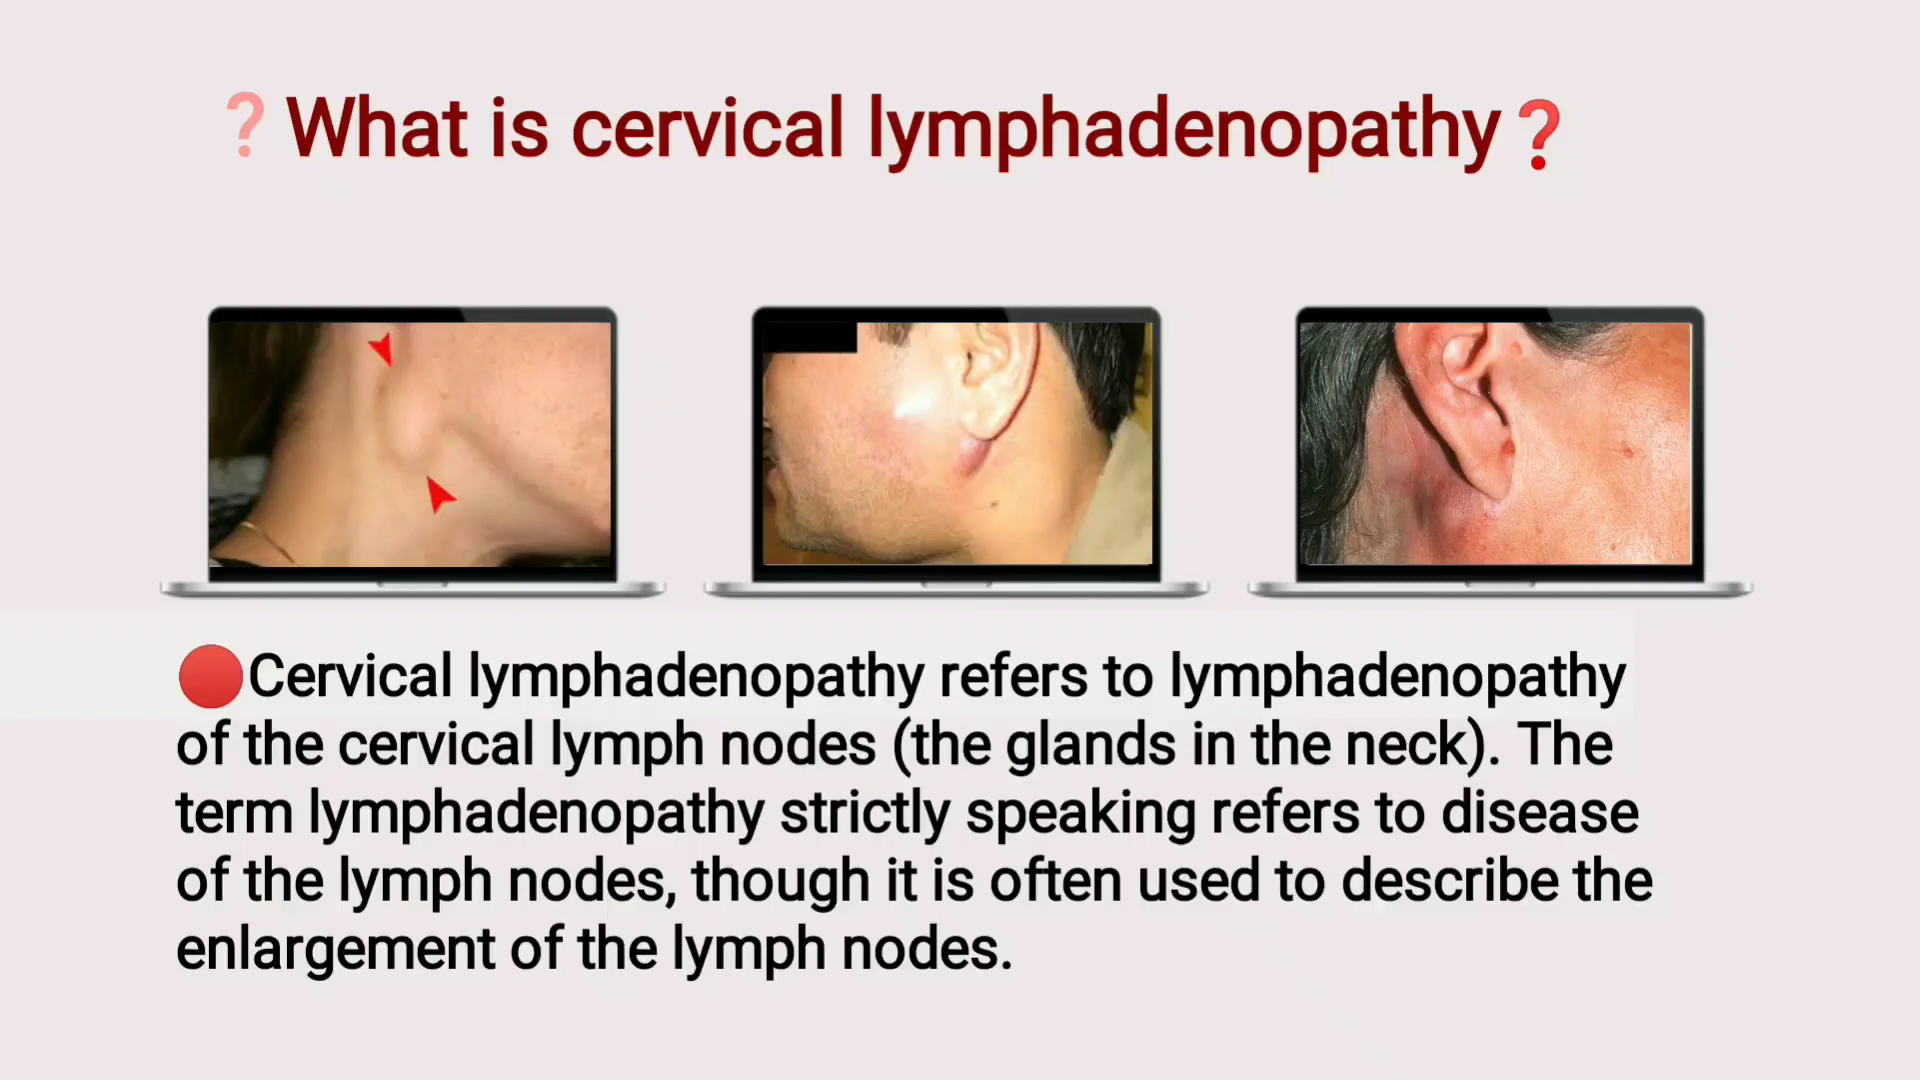 ❓What is cervical lymphadenopathy❓
🔴Cervical lymphadenopathy refers to lymphadenopathy
of the cervical lymph nodes (the glands in the neck). The
term lymphadenopathy strictly speaking refers to disease
of the lymph nodes, though it is often used to describe the
enlargement of the lymph nodes.